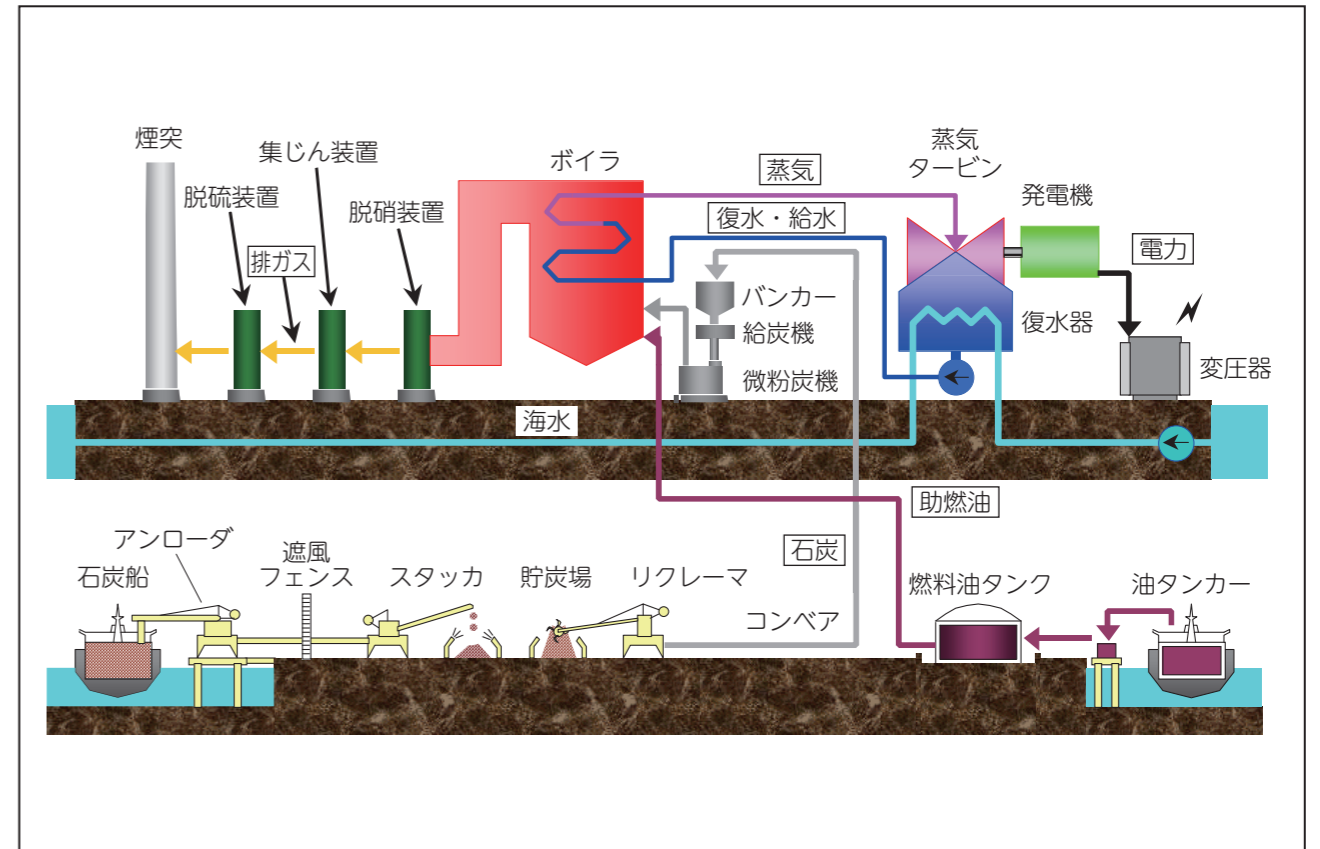 煙突
集じん装置
脱硫装置
脱硝装置
排ガス
ボイラ
蒸気
復水・給水
蒸気
タービン
発電機
電力
バンカー
給炭機
微粉炭機
復水器
変圧器
海水
助燃油
石炭
アンローダ
石炭船
遮風
フェンス
スタッカ
貯炭場
リクレーマ
コンベア
燃料油タンク
油タンカー